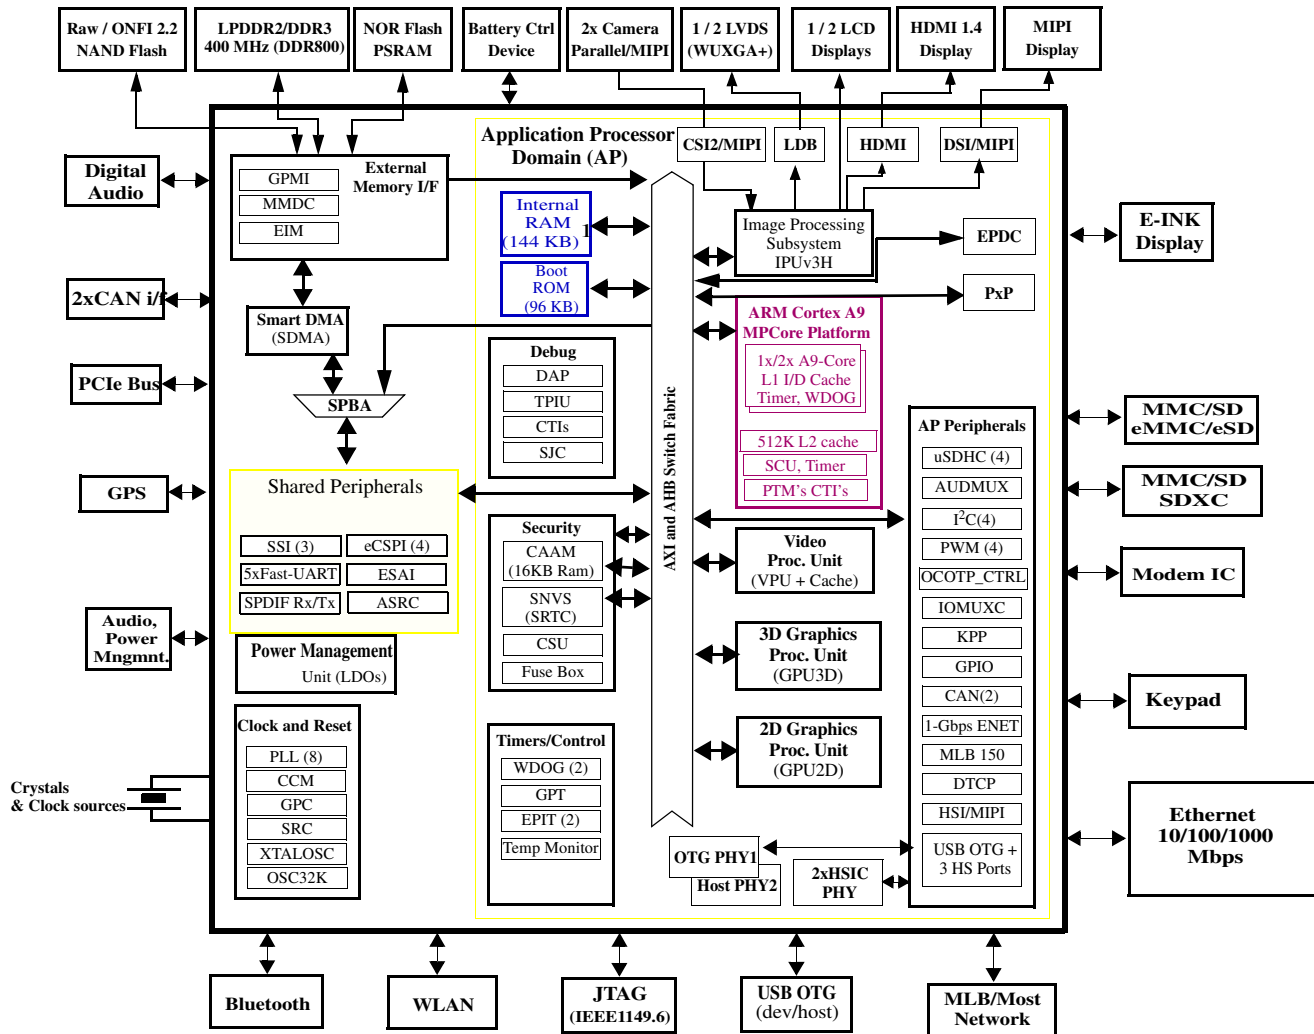 Raw / ONFI 2.2
NAND Flash
LPDDR2/DDR3
400 MHz (DDR800)
NOR Flash
PSRAM
Battery Ctrl
Device
2x Camera
Parallel/MIPI
1 / 2 LVDS
(WUXGA+)
1 / 2 LCD
Displays
HDMI 1.4
Display
MIPI
Display
Application Processor
Domain (AP)
CSI2/MIPI
LDB
HDMI
DSI/MIPI
External
Memory I/F
GPMI
MMDC
EIM
Digital
Audio
Internal
RAM
(144 KB)
1
Boot
ROM
(96 KB)
Image Processing
Subsystem
IPUv3H
EPDC
PxP
E-INK
Display
2xCAN i/f
Smart DMA
(SDMA)
SPBA
PCIe Bus
GPS
Debug
DAP
TPIU
CTIs
SJC
AXI and AHB Switch Fabric
ARM Cortex A9
MPCore Platform
1x/2x A9-Core
L1 I/D Cache
Timer, WDOG
512K L2 cache
SCU, Timer
PTM's CTI's
AP Peripherals
uSDHC (4)
AUDMUX
I2C(4)
PWM (4)
OCOTP_CTRL
IOMUXC
KPP
GPIO
CAN(2)
1-Gbps ENET
MLB 150
DTCP
HSI/MIPI
USB OTG +
3 HS Ports
MMC/SD
eMMC/eSD
MMC/SD
SDXC
Modem IC
Keypad
Ethernet
10/100/1000
Mbps
Shared Peripherals
SSI (3)
eCSPI (4)
5xFast-UART
ESAI
SPDIF Rx/Tx
ASRC
Security
CAAM
(16KB Ram)
SNVS
(SRTC)
CSU
Fuse Box
Video
Proc. Unit
(VPU + Cache)
3D Graphics
Proc. Unit
(GPU3D)
2D Graphics
Proc. Unit
(GPU2D)
Audio,
Power
Mngmnt.
Power Management
Unit (LDOs)
Clock and Reset
PLL (8)
CCM
GPC
SRC
XTALOSC
OSC32K
Timers/Control
WDOG (2)
GPT
EPIT (2)
Temp Monitor
Crystals
& Clock sources
OTG PHY1
Host PHY2
2xHSIC
PHY
Bluetooth
WLAN
JTAG
(IEEE1149.6)
USB OTG
(dev/host)
MLB/Most
Network